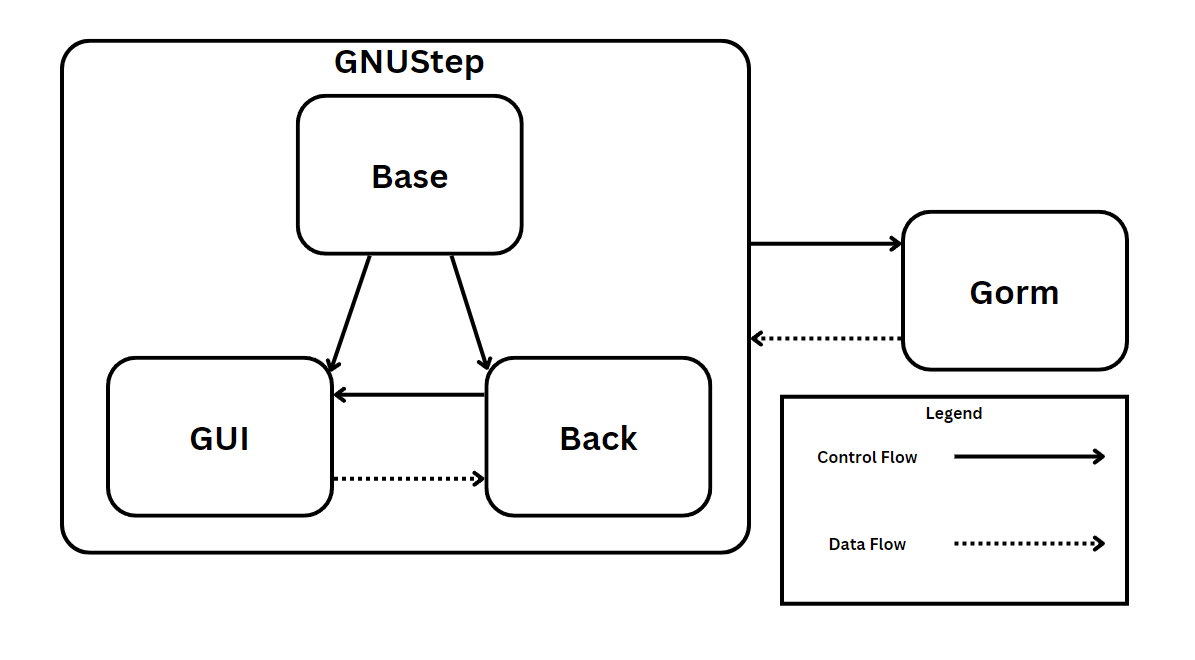 GNUStep
Base
GUI
Back
Gorm
Legend
Control Flow
Data Flow